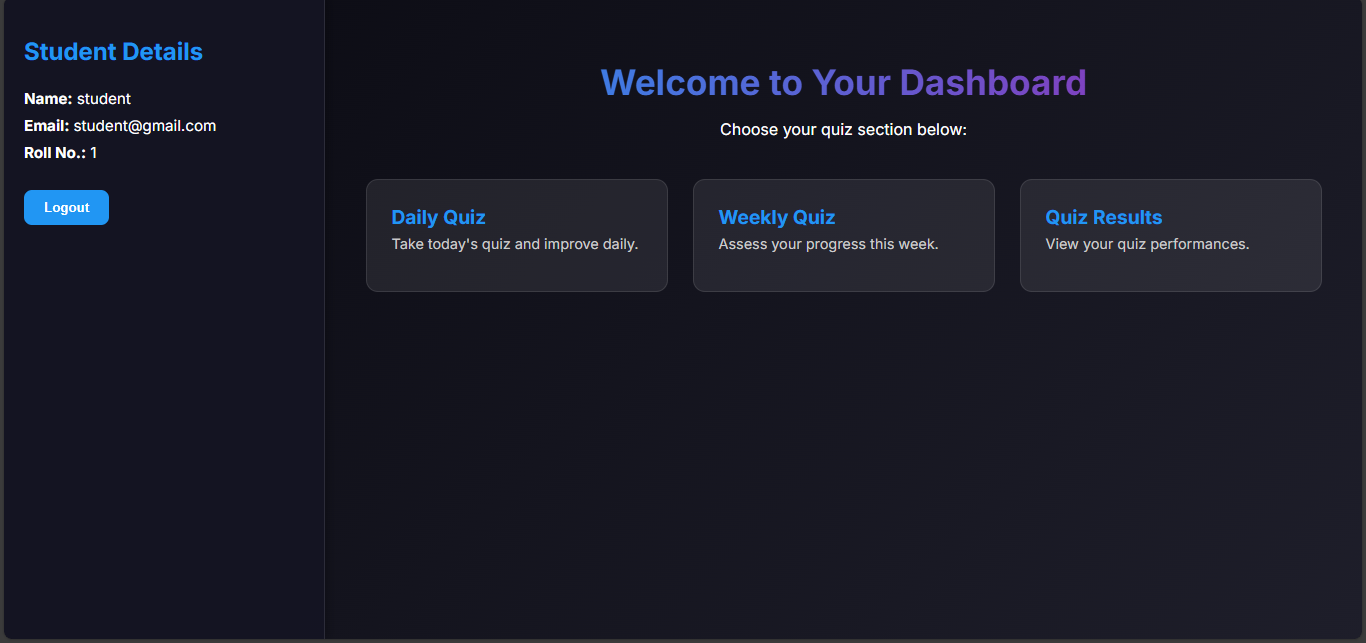 Student Details
Name: student
Email: student@gmail.com
Roll No.: 1
Logout
Welcome to Your Dashboard
Choose your quiz section below:
Daily Quiz
Take today's quiz and improve daily.
Weekly Quiz
Assess your progress this week.
Quiz Results
View your quiz performances.